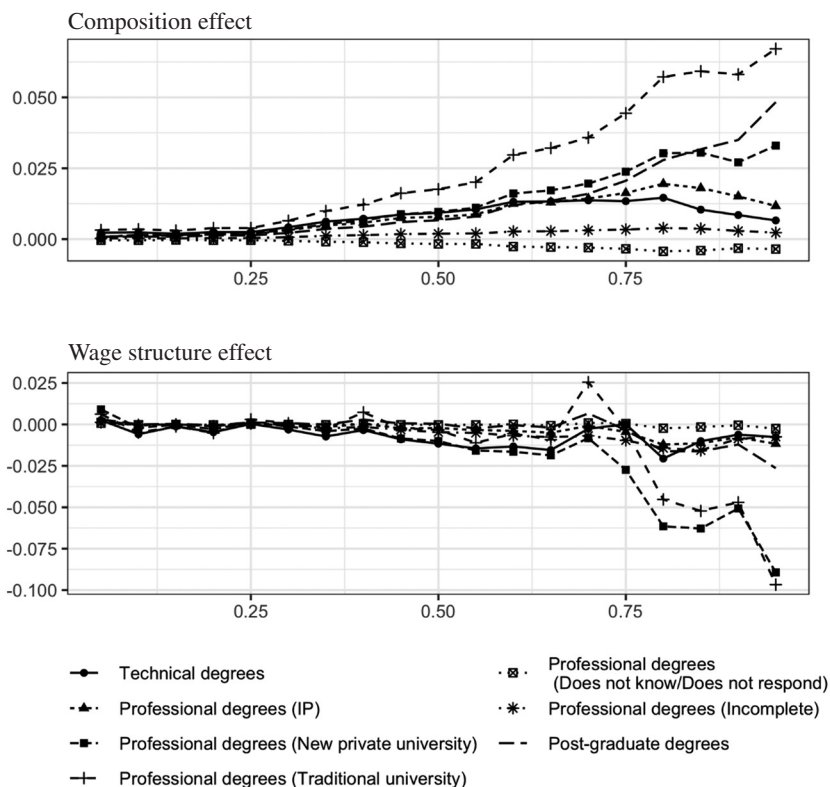 Composition effect
0.050
0.025
0.000
0.25
0.50
0.75
Wage structure effect
0.025
0.000
-0.025
-0.050
-0.075
-0.100
0.25
0.50
0.75
Technical degrees
Professional degrees (IP)
Professional degrees (New private university)
Professional degrees (Traditional university)
Professional degrees
(Does not know/Does not respond)
Professional degrees (Incomplete)
Post-graduate degrees